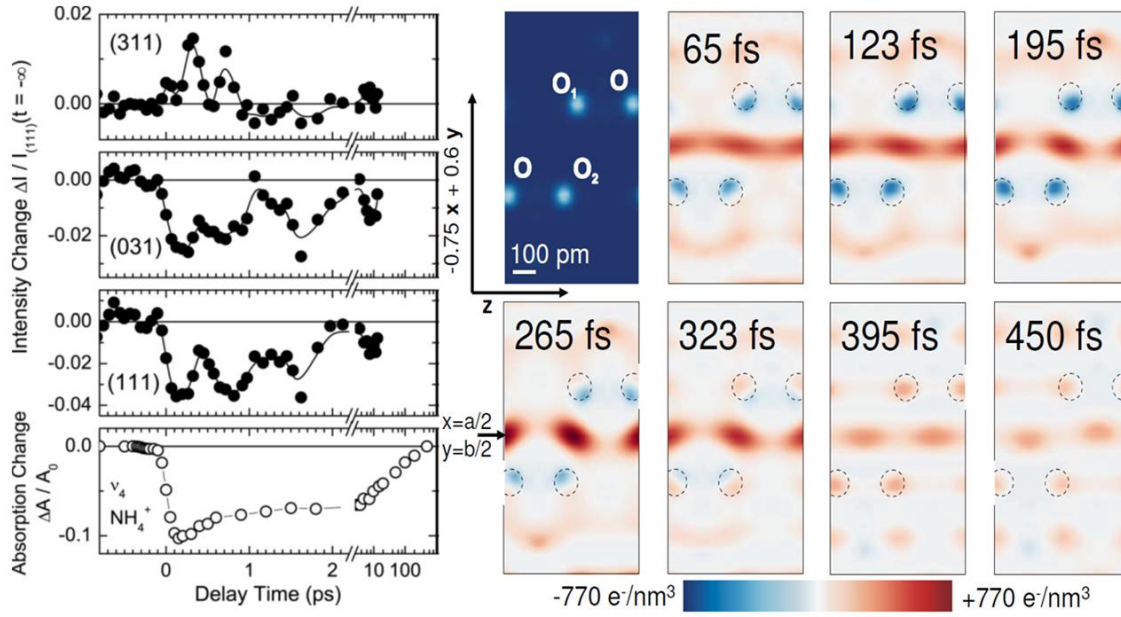 Intensity Change ΔI / I(111)(t = -∞)
Absorption Change
ΔA / A0
(311)
0.00
0.00
-0.02
(031)
0.00
-0.02
-0.04
(111)
0.0
-0.1
ν4
NH4+
0 1 2 10 100
Delay Time (ps)
-0.75 x + 0.6 y
z
O1 O
O O2
100 pm
65 fs
123 fs
195 fs
265 fs
323 fs
395 fs
450 fs
x=a/2
y=b/2
-770 e-/nm3
+770 e-/nm3